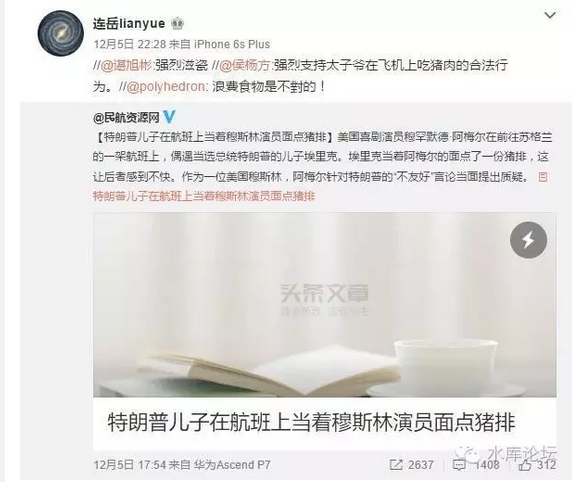 连岳lianyue
12月5日 22:28 来自 iPhone 6s Plus
//@谌旭彬:强烈滋瓷 //@侯杨方:强烈支持太子爷在飞机上吃猪肉的合法行
为。//@polyhedron: 浪費食物是不對的！
@民航资源网
【特朗普儿子在航班上当着穆斯林演员面点猪排】美国喜剧演员穆罕默德·阿梅尔在前往苏格兰
的一架航班上，偶遇当选总统特朗普的儿子埃里克。埃里克当着阿梅尔的面点了一份猪排，这
让后者感到不快。作为一位美国穆斯林，阿梅尔针对特朗普的“不友好”言论当面提出质疑。
特朗普儿子在航班上当着穆斯林演员面点猪排
头条文章
特朗普儿子在航班上当着穆斯林演员面点猪排
12月5日 17:54 来自 华为Ascend P7
2637
1408
312
水库论坛